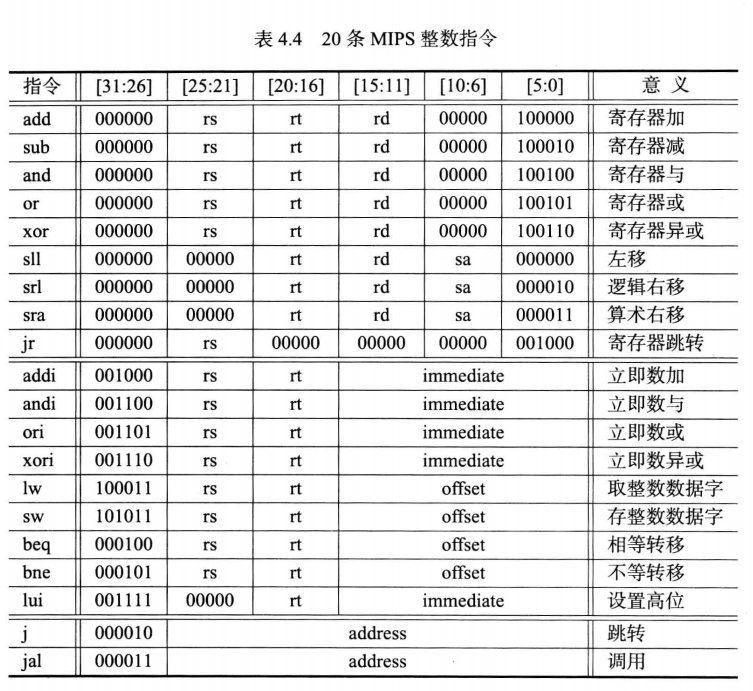 表 4.4 20 条 MIPS 整数指令
指令 [31:26] [25:21] [20:16] [15:11] [10:6] [5:0] 意 义
add 000000 rs rt rd 00000 100000 寄存器加
sub 000000 rs rt rd 00000 100010 寄存器减
and 000000 rs rt rd 00000 100100 寄存器与
or 000000 rs rt rd 00000 100101 寄存器或
xor 000000 rs rt rd 00000 100110 寄存器异或
sll 000000 00000 rt rd sa 000000 左移
srl 000000 00000 rt rd sa 000010 逻辑右移
sra 000000 00000 rt rd sa 000011 算术右移
jr 000000 rs 00000 00000 00000 001000 寄存器跳转
addi 001000 rs rt immediate 立即数加
andi 001100 rs rt immediate 立即数与
ori 001101 rs rt immediate 立即数或
xori 001110 rs rt immediate 立即数异或
lw 100011 rs rt offset 取整数数据字
sw 101011 rs rt offset 存整数数据字
beq 000100 rs rt offset 相等转移
bne 000101 rs rt offset 不等转移
lui 001111 00000 rt immediate 设置高位
j 000010 address 跳转
jal 000011 address 调用